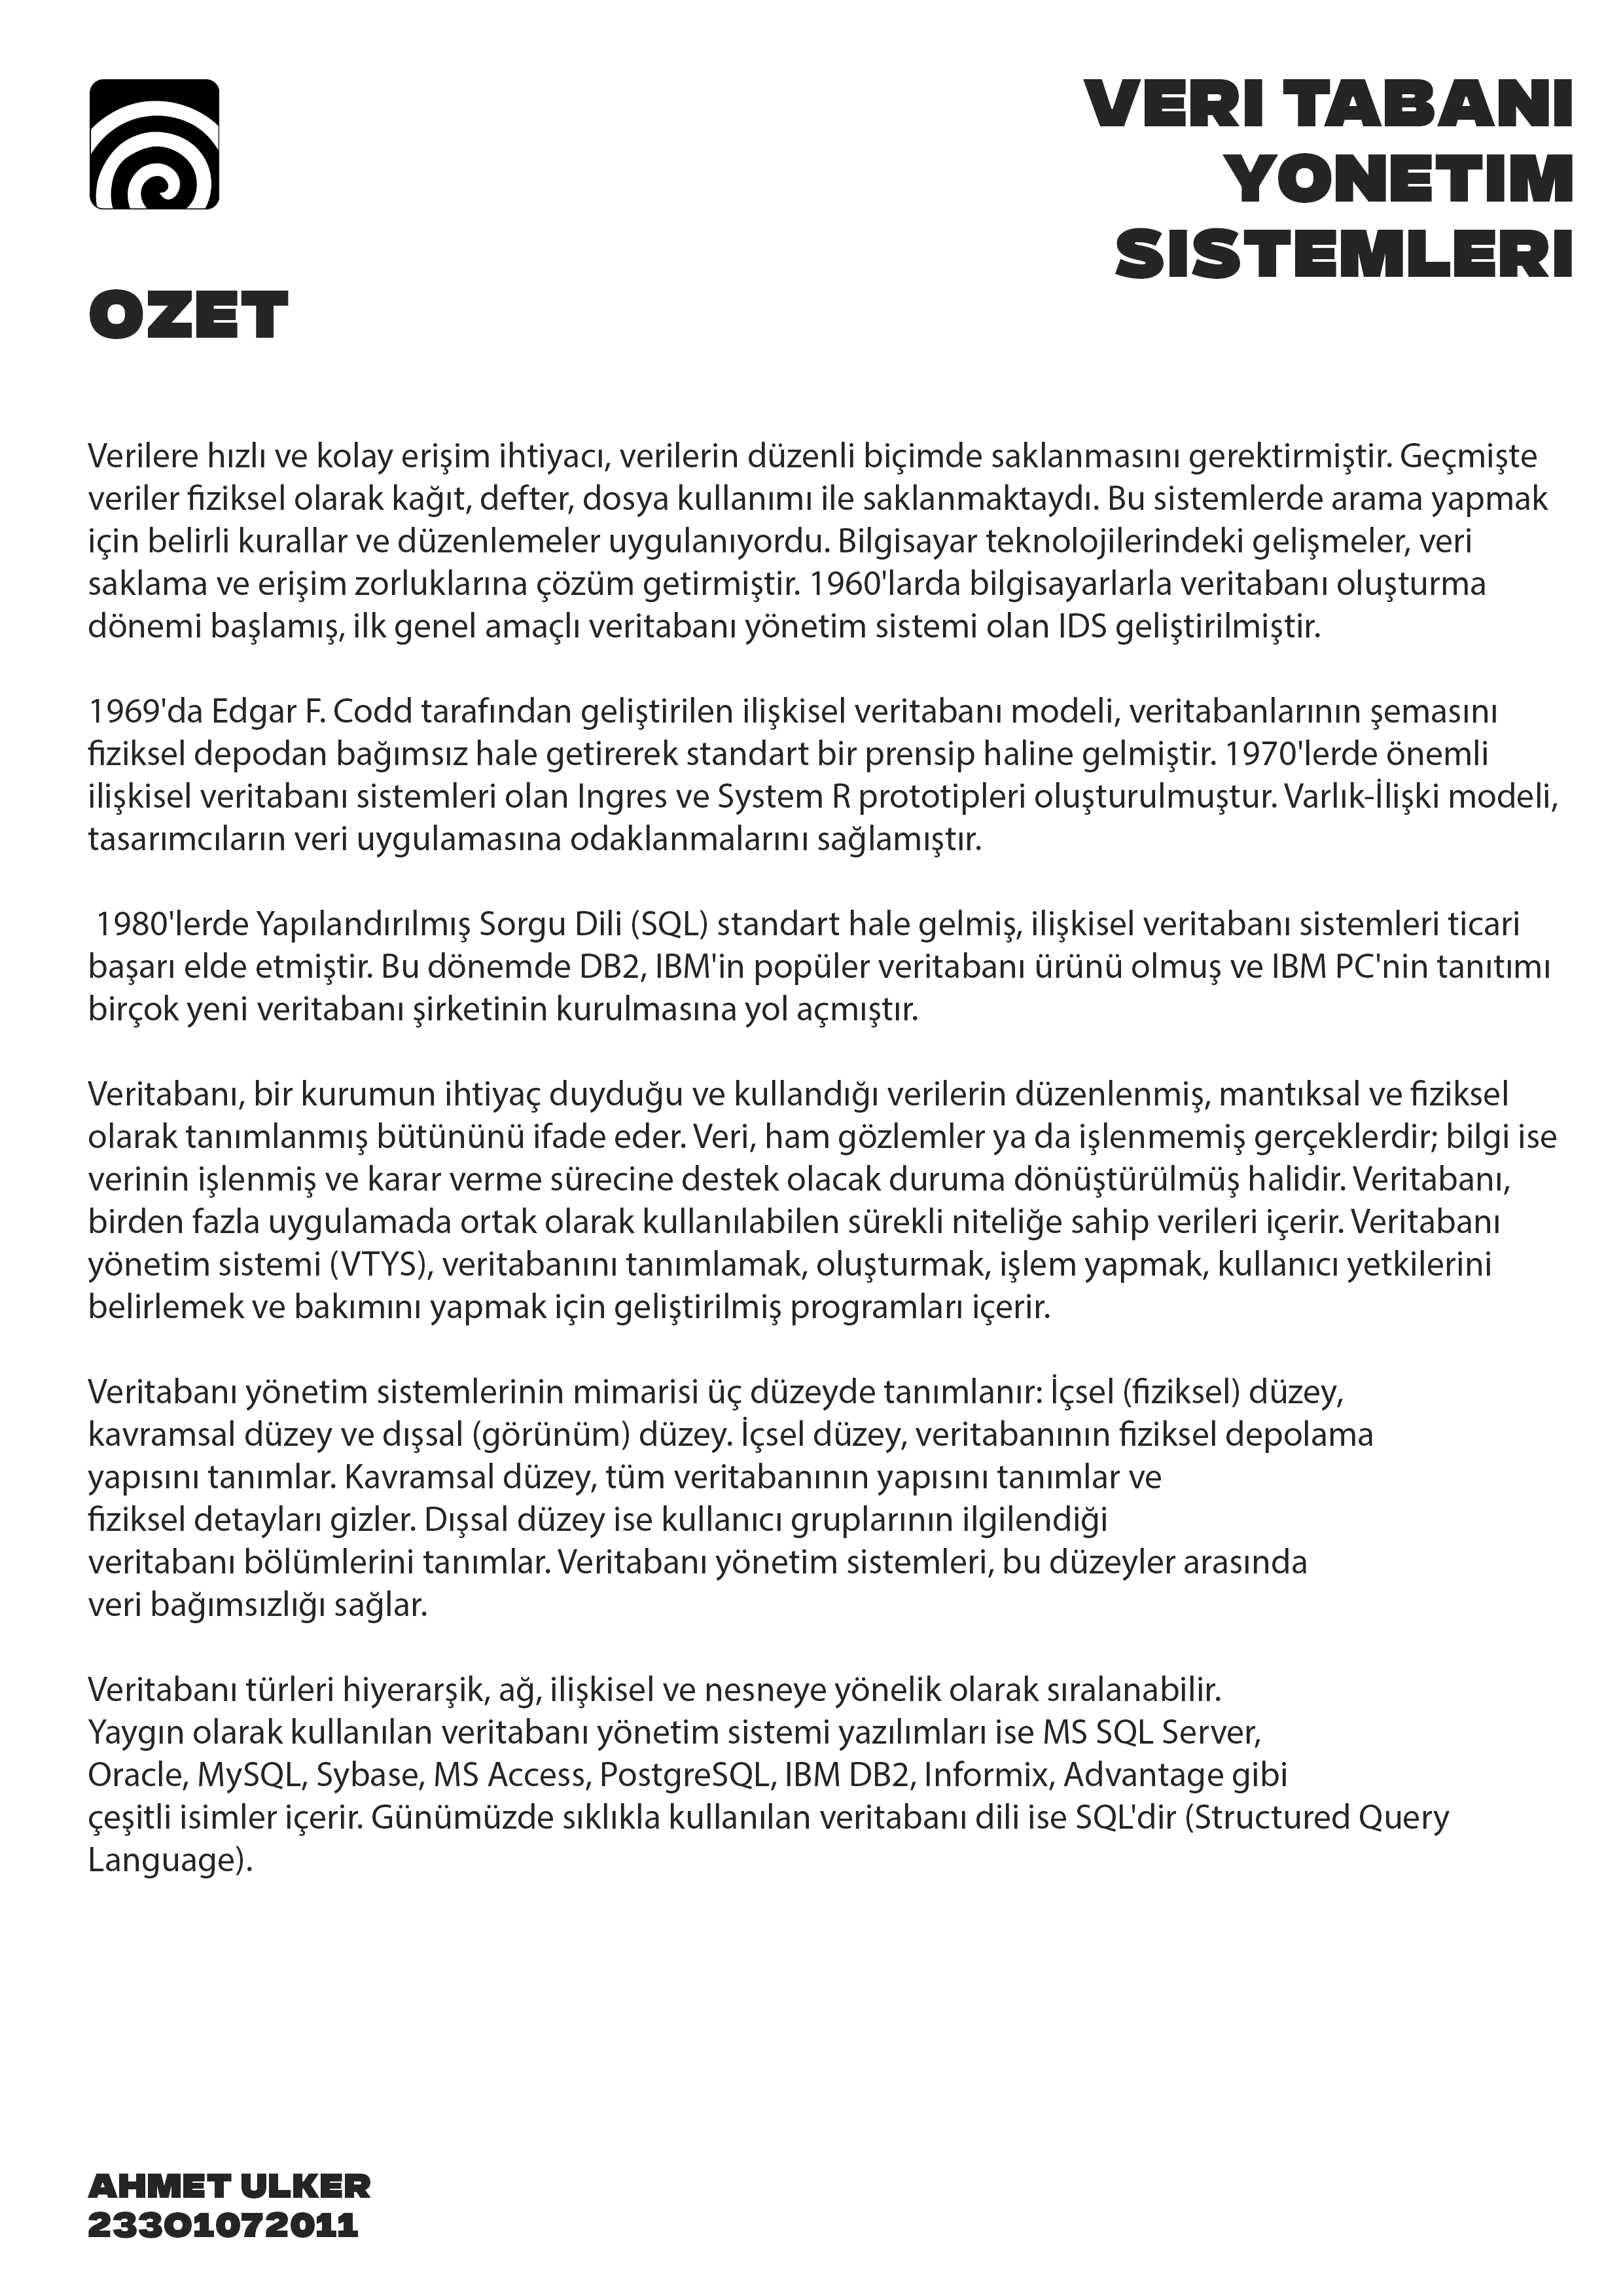 VERI TABANI
YONETIM
SISTEMLERI
OZET
Verilere hızlı ve kolay erişim ihtiyacı, verilerin düzenli biçimde saklanmasını gerektirmiştir. Geçmişte
veriler fiziksel olarak kağıt, defter, dosya kullanımı ile saklanmaktaydı. Bu sistemlerde arama yapmak
için belirli kurallar ve düzenlemeler uygulanıyordu. Bilgisayar teknolojilerindeki gelişmeler, veri
saklama ve erişim zorluklarına çözüm getirmiştir. 1960'larda bilgisayarlarla veritabanı oluşturma
dönemi başlamış, ilk genel amaçlı veritabanı yönetim sistemi olan IDS geliştirilmiştir.
1969'da Edgar F. Codd tarafından geliştirilen ilişkisel veritabanı modeli, veritabanlarının şemasını
fiziksel depodan bağımsız hale getirerek standart bir prensip haline gelmiştir. 1970'lerde önemli
ilişkisel veritabanı sistemleri olan Ingres ve System R prototipleri oluşturulmuştur. Varlık-İlişki modeli,
tasarımcıların veri uygulamasına odaklanmalarını sağlamıştır.
1980'lerde Yapılandırılmış Sorgu Dili (SQL) standart hale gelmiş, ilişkisel veritabanı sistemleri ticari
başarı elde etmiştir. Bu dönemde DB2, IBM'in popüler veritabanı ürünü olmuş ve IBM PC'nin tanıtımı
birçok yeni veritabanı şirketinin kurulmasına yol açmıştır.
Veritabanı, bir kurumun ihtiyaç duyduğu ve kullandığı verilerin düzenlenmiş, mantıksal ve fiziksel
olarak tanımlanmış bütününü ifade eder. Veri, ham gözlemler ya da işlenmemiş gerçeklerdir; bilgi ise
verinin işlenmiş ve karar verme sürecine destek olacak duruma dönüştürülmüş halidir. Veritabanı,
birden fazla uygulamada ortak olarak kullanılabilen sürekli niteliğe sahip verileri içerir. Veritabanı
yönetim sistemi (VTYS), veritabanını tanımlamak, oluşturmak, işlem yapmak, kullanıcı yetkilerini
belirlemek ve bakımını yapmak için geliştirilmiş programları içerir.
Veritabanı yönetim sistemlerinin mimarisi üç düzeyde tanımlanır: İçsel (fiziksel) düzey,
kavramsal düzey ve dışsal (görünüm) düzey. İçsel düzey, veritabanının fiziksel depolama
yapısını tanımlar. Kavramsal düzey, tüm veritabanının yapısını tanımlar ve
fiziksel detayları gizler. Dışsal düzey ise kullanıcı gruplarının ilgilendiği
veritabanı bölümlerini tanımlar. Veritabanı yönetim sistemleri, bu düzeyler arasında
veri bağımsızlığı sağlar.
Veritabanı türleri hiyerarşik, ağ, ilişkisel ve nesneye yönelik olarak sıralanabilir.
Yaygın olarak kullanılan veritabanı yönetim sistemi yazılımları ise MS SQL Server,
Oracle, MySQL, Sybase, MS Access, PostgreSQL, IBM DB2, Informix, Advantage gibi
çeşitli isimler içerir. Günümüzde sıklıkla kullanılan veritabanı dili ise SQL'dir (Structured Query
Language).
AHMET ULKER
23301072011